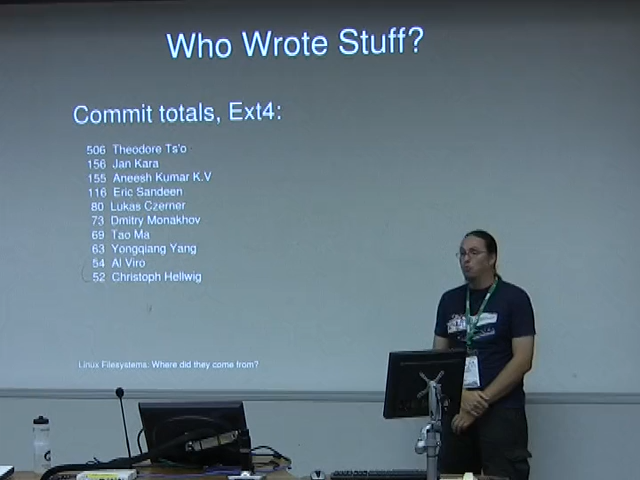 Who Wrote Stuff?
Commit totals, Ext4:
506 Theodore Ts'o
156 Jan Kara
155 Aneesh Kumar K.V
116 Eric Sandeen
80 Lukas Czerner
73 Dmitry Monakhov
69 Tao Ma
63 Yongqiang Yang
54 Al Viro
52 Christoph Hellwig
Linux Filesystems: Where did they come from?